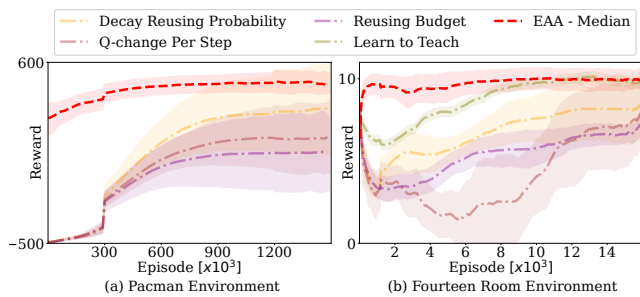 Decay Reusing Probability Reusing Budget EAA - Median
Q-change Per Step Learn to Teach
600
Reward
−500
300 600 900 1200
Episode [x10³]
(a) Pacman Environment
10
Reward
0
2 4 6 8 10 12 14
Episode [x10³]
(b) Fourteen Room Environment